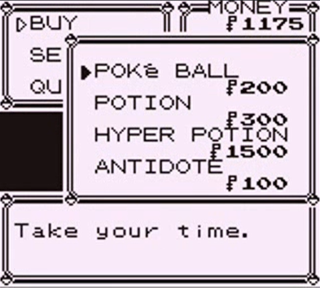 MONEY
▷BUY
₽1175
SE
▶POKé BALL
₽200
QU
POTION
₽300
HYPER POTION
₽1500
ANTIDOTE
₽100
Take your time.